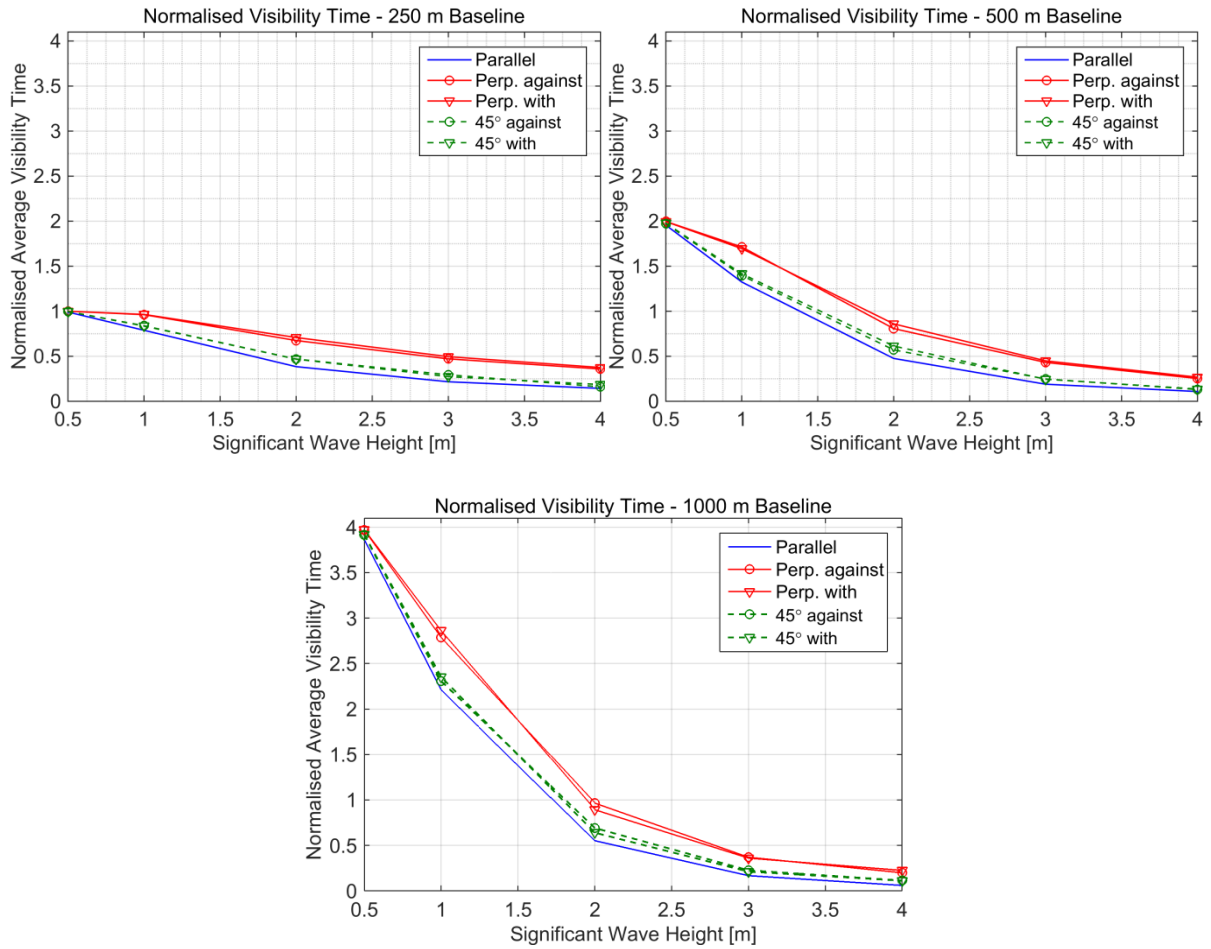 Normalised Visibility Time - 250 m Baseline
Normalised Average Visibility Time
4
3.5
3
2.5
2
1.5
1
0.5
0
Parallel
Perp. against
Perp. with
45° against
45° with
0.5 1 1.5 2 2.5 3 3.5 4
Significant Wave Height [m]
Normalised Visibility Time - 500 m Baseline
Normalised Average Visibility Time
4
3.5
3
2.5
2
1.5
1
0.5
0
Parallel
Perp. against
Perp. with
45° against
45° with
0.5 1 1.5 2 2.5 3 3.5 4
Significant Wave Height [m]
Normalised Visibility Time - 1000 m Baseline
Normalised Average Visibility Time
4
3.5
3
2.5
2
1.5
1
0.5
0
Parallel
Perp. against
Perp. with
45° against
45° with
0.5 1 1.5 2 2.5 3 3.5 4
Significant Wave Height [m]